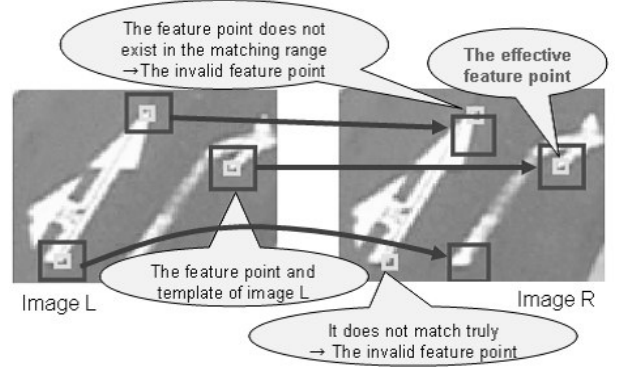 The feature point does not
exist in the matching range
→The invalid feature point
The effective
feature point
The feature point and
template of image L
Image L
Image R
It does not match truly
→ The invalid feature point